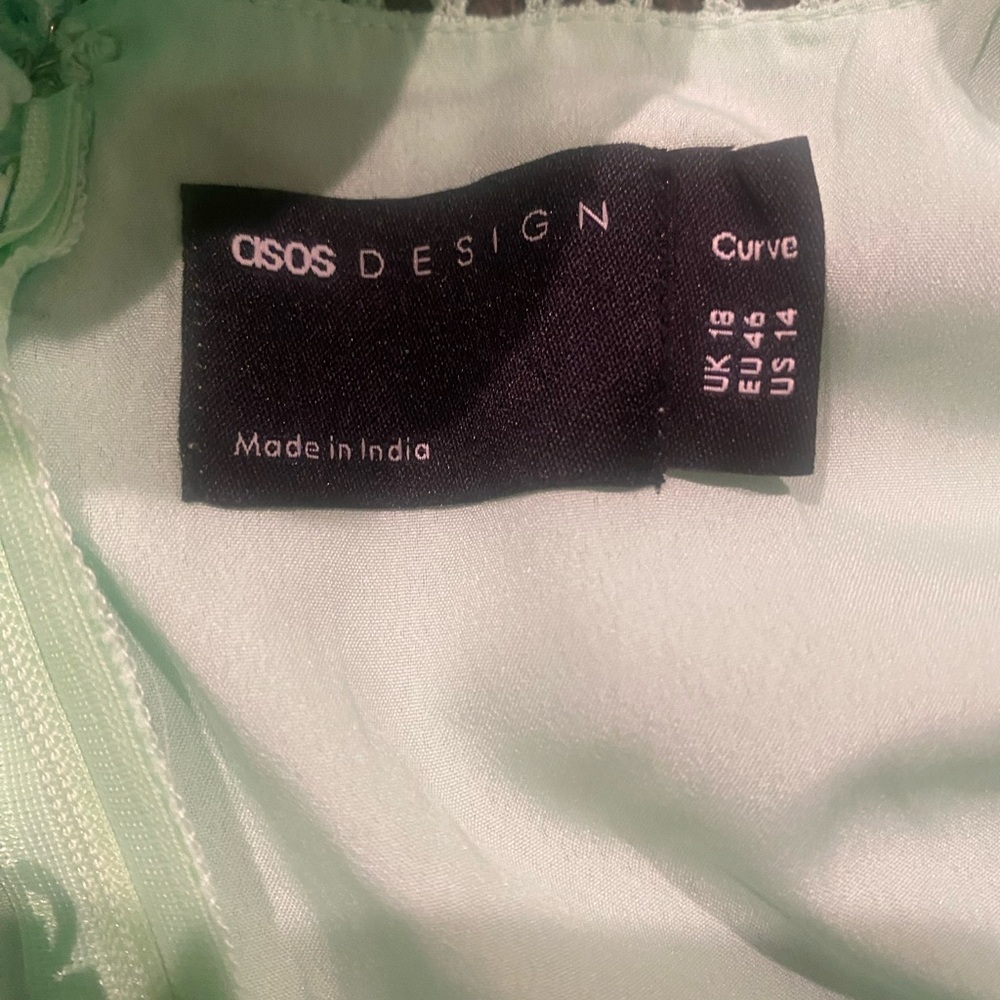 asos DESIGN
Made in India
Curve
UK 18
EU 46
US 14